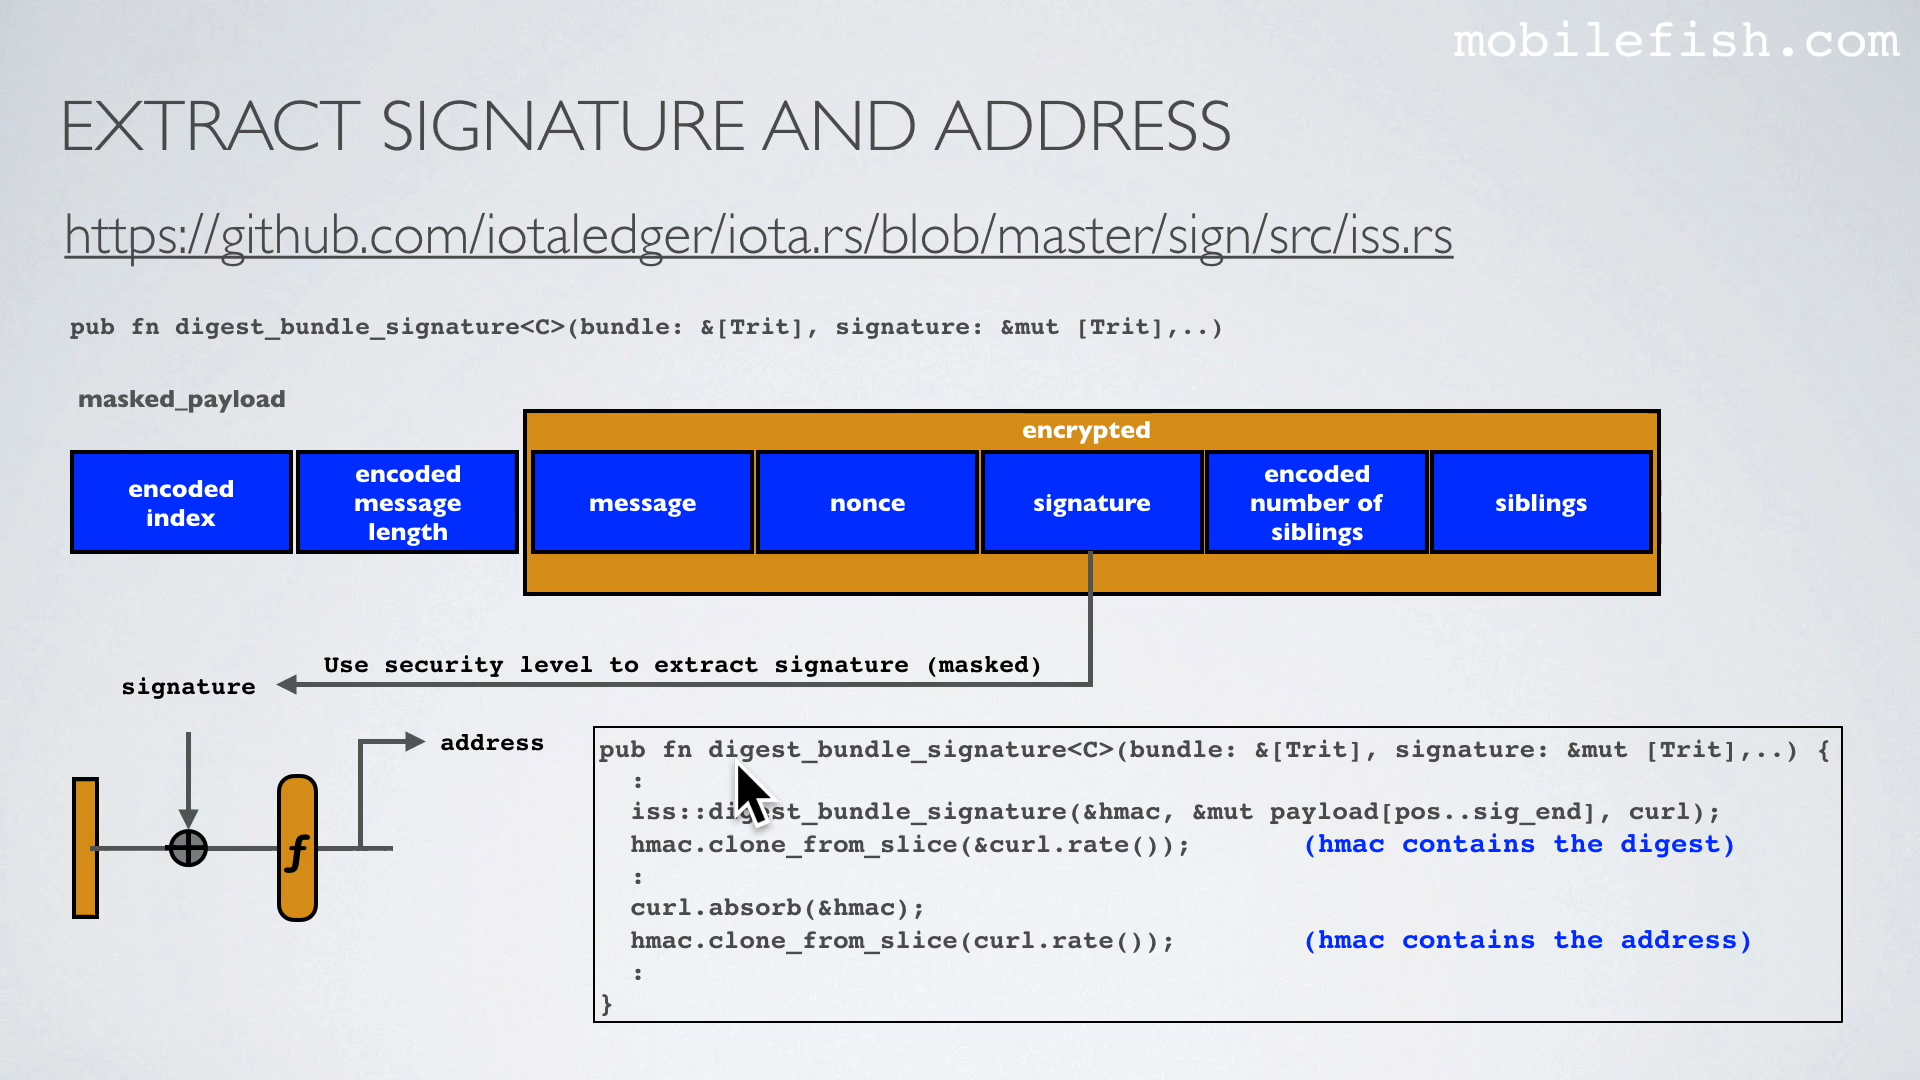 mobilefish.com
EXTRACT SIGNATURE AND ADDRESS
https://github.com/iotaledger/iota.rs/blob/master/sign/src/iss.rs
pub fn digest_bundle_signature<C>(bundle: &[Trit], signature: &mut [Trit],..)
masked_payload
encrypted
encoded
index
encoded
message
length
message
nonce
signature
encoded
number of
siblings
siblings
Use security level to extract signature (masked)
signature
address
f
pub fn digest_bundle_signature<C>(bundle: &[Trit], signature: &mut [Trit],..) {
:
iss::digest_bundle_signature(&hmac, &mut payload[pos..sig_end], curl);
hmac.clone_from_slice(&curl.rate()); (hmac contains the digest)
:
curl.absorb(&hmac);
hmac.clone_from_slice(curl.rate()); (hmac contains the address)
:
}